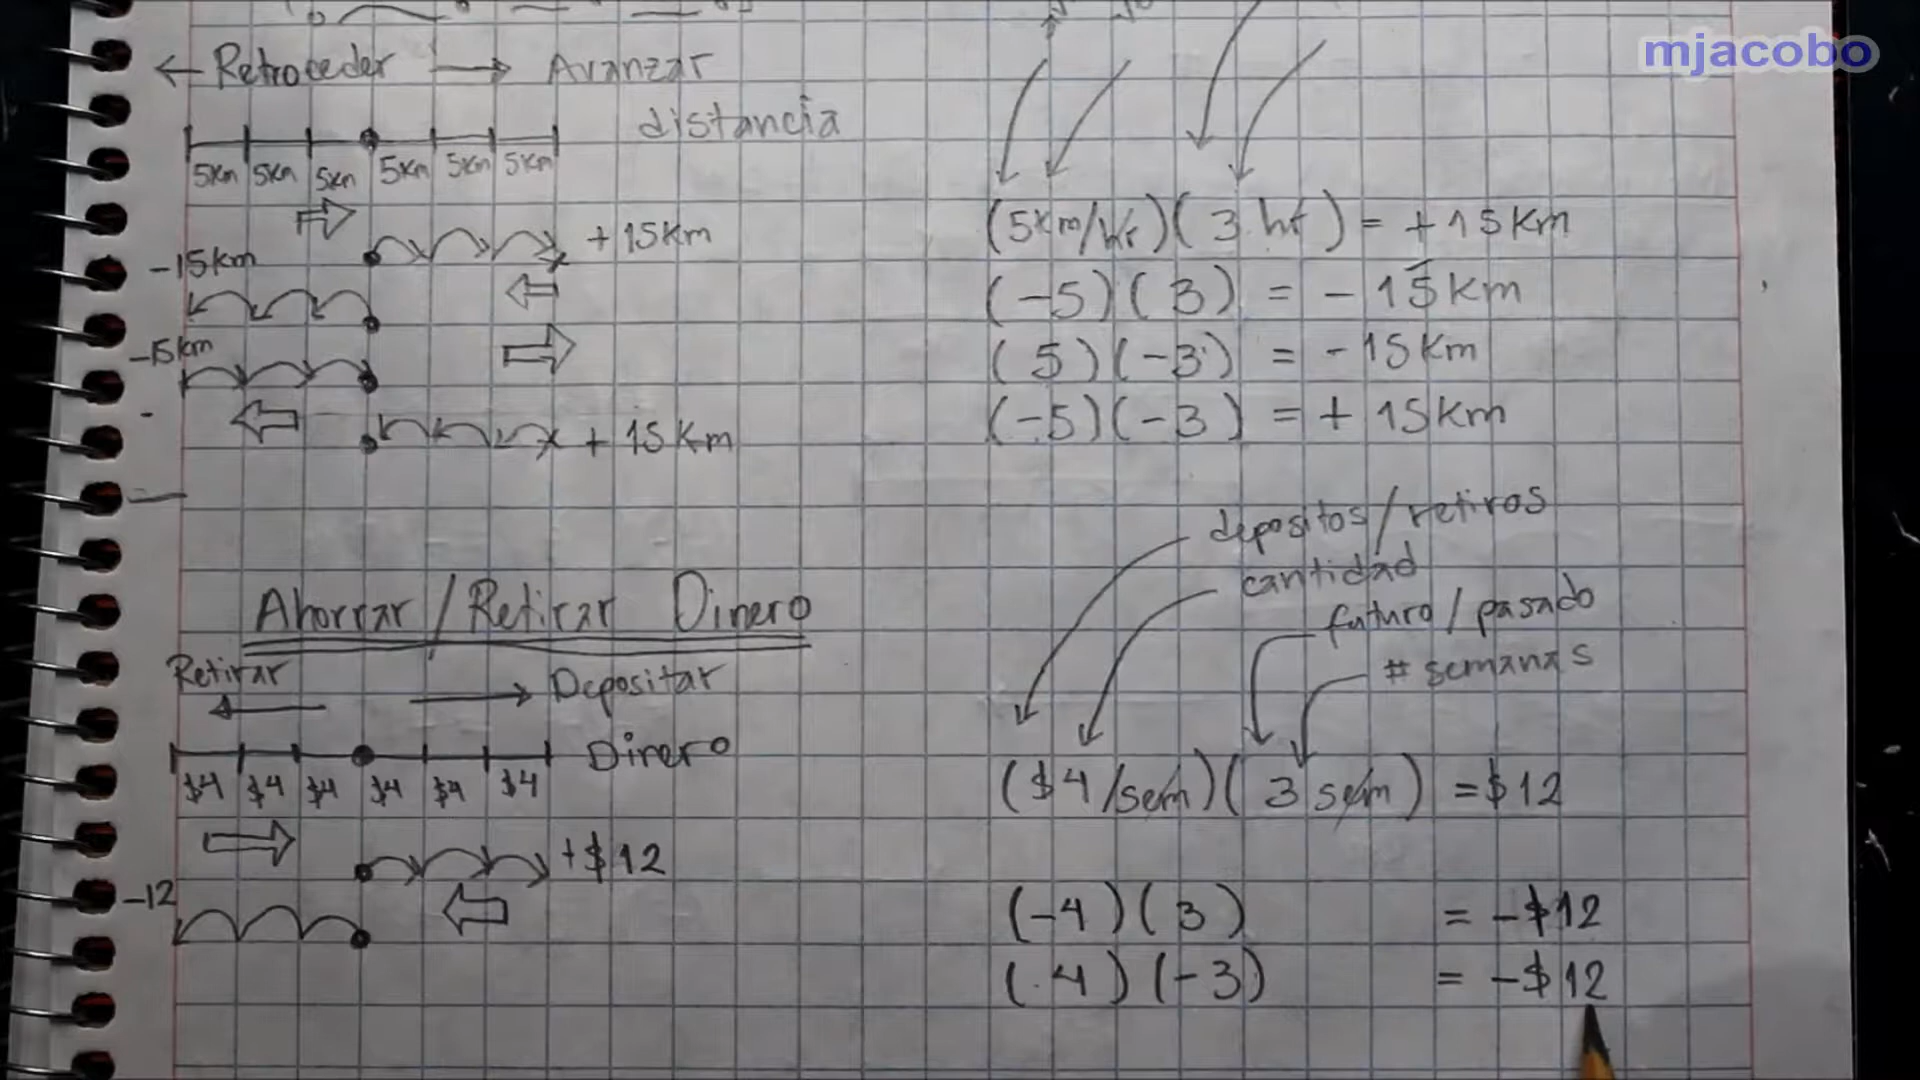 mjacobo
← Retroceder → Avanzar
distancia
5Km 5Km 5Km 5Km 5Km 5Km
+15Km
-15km
-15km
+ 15Km
(5km/hr)(3 hr) = +15Km
(-5)(3) = - 15Km
(5)(-3) = - 15Km
(-5)(-3) = + 15Km
Ahorrar / Retirar Dinero
Retirar ← → Depositar
Dinero
$4 $4 $4 $4 $4 $4
+$12
-12
depositos/retiros
cantidad
futuro / pasado
# semanas
($4/sem)(3 sem) = $12
(-4)(3) = -$12
(4)(-3) = -$12